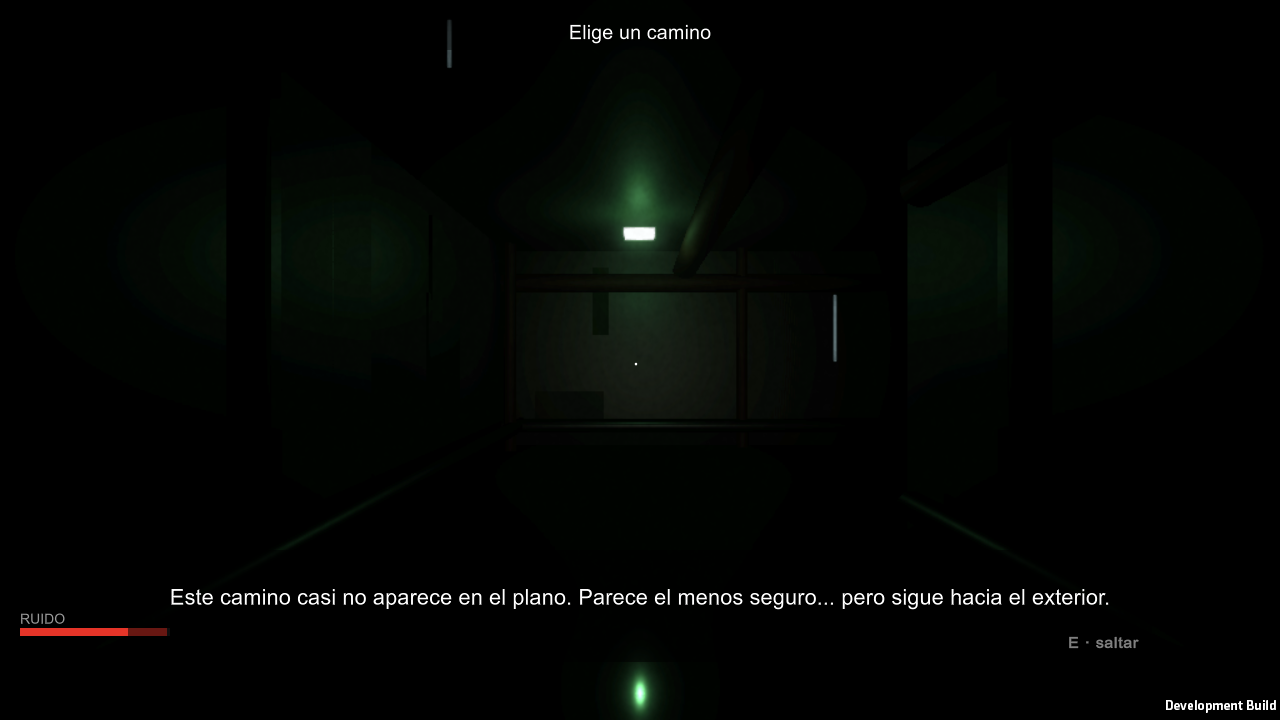 Elige un camino
Este camino casi no aparece en el plano. Parece el menos seguro... pero sigue hacia el exterior.
RUIDO
E · saltar
Development Build